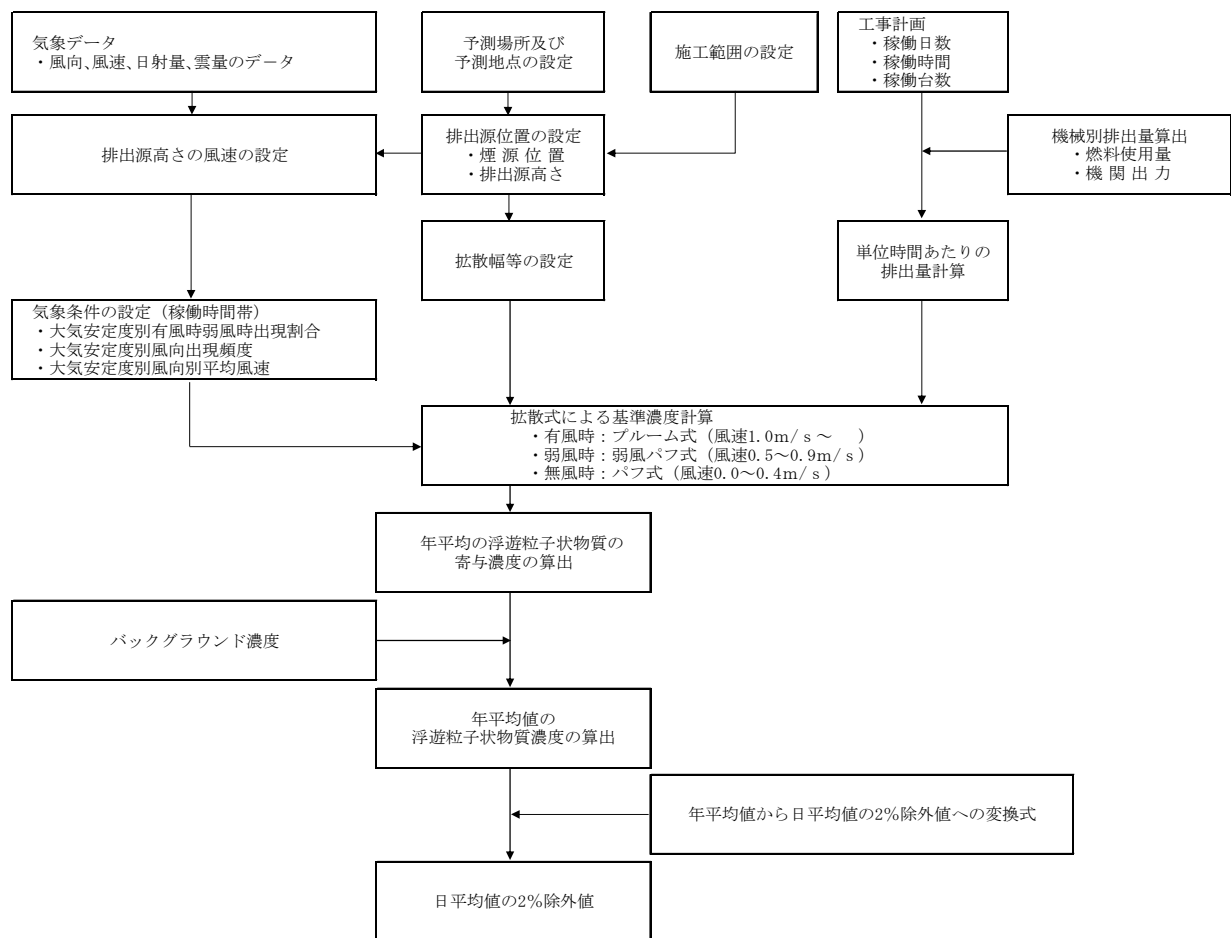 気象データ
・風向、風速、日射量、雲量のデータ
予測場所及び
予測地点の設定
施工範囲の設定
工事計画
・稼働日数
・稼働時間
・稼働台数
排出源高さの風速の設定
排出源位置の設定
・煙 源 位 置
・排出源高さ
機械別排出量算出
・燃料使用量
・機 関 出 力
拡散幅等の設定
単位時間あたりの
排出量計算
気象条件の設定（稼働時間帯）
・大気安定度別有風時弱風時出現割合
・大気安定度別風向出現頻度
・大気安定度別風向別平均風速
拡散式による基準濃度計算
・有風時：プルーム式（風速1.0m/s～　）
・弱風時：弱風パフ式（風速0.5～0.9m/s）
・無風時：パフ式（風速0.0～0.4m/s）
年平均の浮遊粒子状物質の
寄与濃度の算出
バックグラウンド濃度
年平均値の
浮遊粒子状物質濃度の算出
年平均値から日平均値の2％除外値への変換式
日平均値の2％除外値